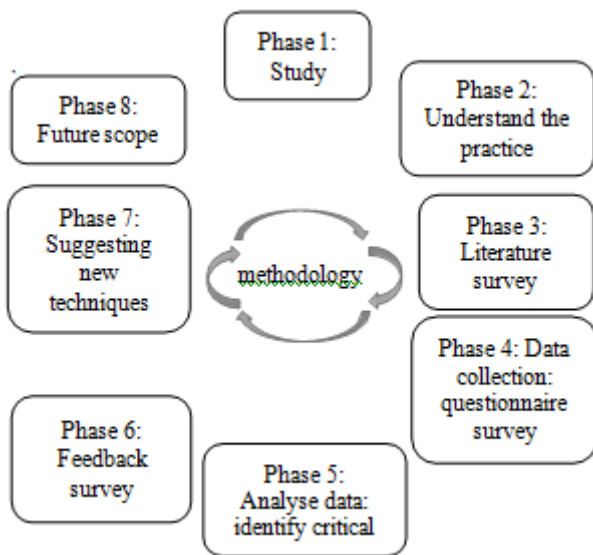 Phase 1:
Study
Phase 2:
Understand the
practice
Phase 3:
Literature
survey
Phase 4: Data
collection:
questionnaire
survey
Phase 5:
Analyse data:
identify critical
Phase 6:
Feedback
survey
Phase 7:
Suggesting
new
techniques
Phase 8:
Future scope
methodology